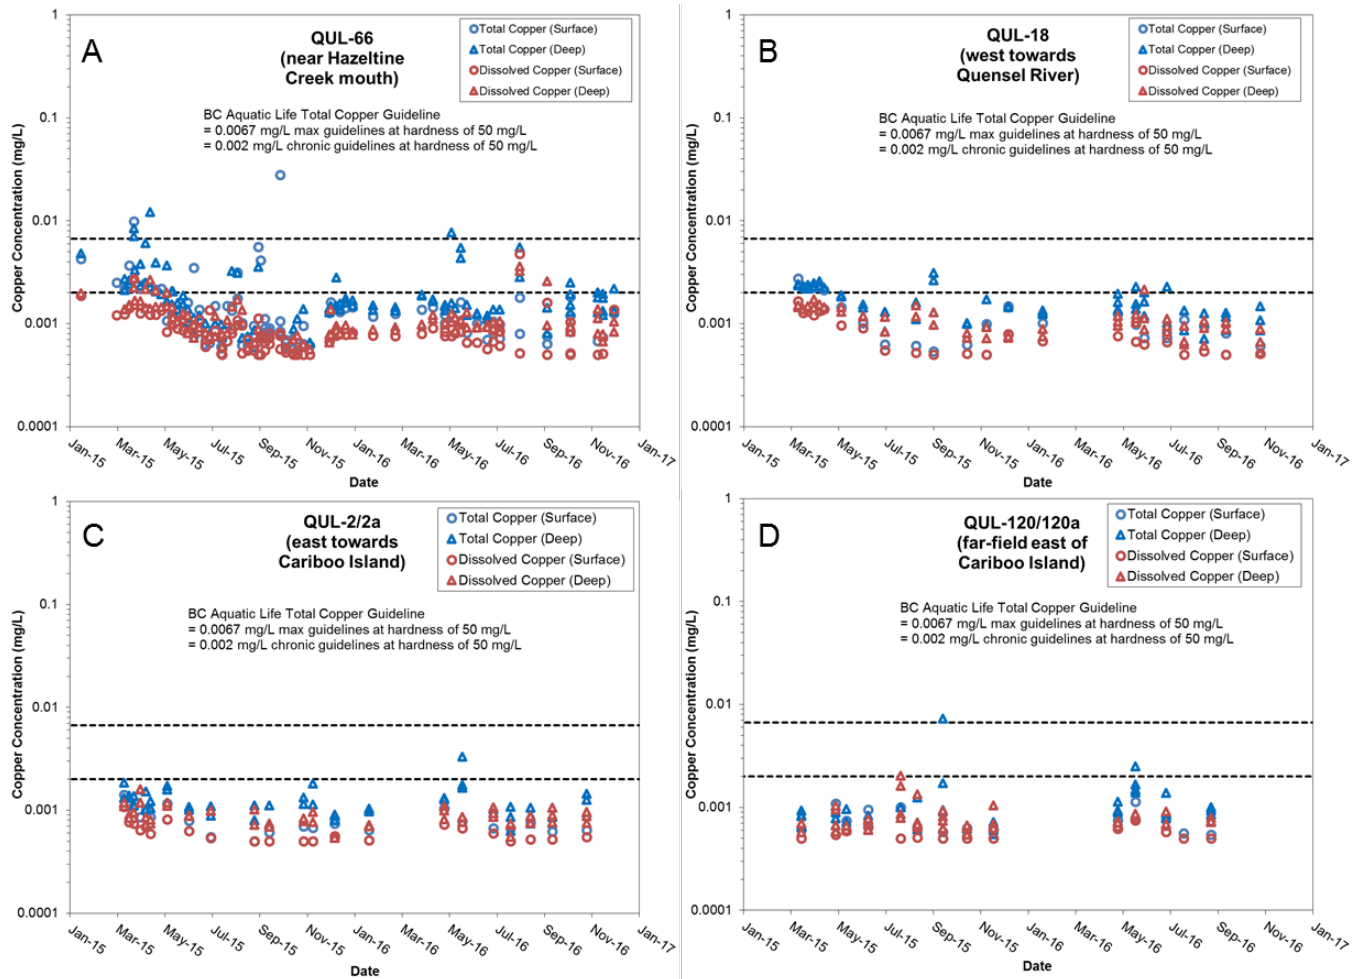 A
QUL-66
(near Hazeltine
Creek mouth)
Total Copper (Surface)
Total Copper (Deep)
Dissolved Copper (Surface)
Dissolved Copper (Deep)
BC Aquatic Life Total Copper Guideline
= 0.0067 mg/L max guidelines at hardness of 50 mg/L
= 0.002 mg/L chronic guidelines at hardness of 50 mg/L
Copper Concentration (mg/L)
1
0.1
0.01
0.001
0.0001
Jan-15
Mar-15
May-15
Jul-15
Sep-15
Nov-15
Jan-16
Mar-16
May-16
Jul-16
Sep-16
Nov-16
Jan-17
Date
B
QUL-18
(west towards
Quensel River)
Total Copper (Surface)
Total Copper (Deep)
Dissolved Copper (Surface)
Dissolved Copper (Deep)
BC Aquatic Life Total Copper Guideline
= 0.0067 mg/L max guidelines at hardness of 50 mg/L
= 0.002 mg/L chronic guidelines at hardness of 50 mg/L
Copper Concentration (mg/L)
1
0.1
0.01
0.001
0.0001
Jan-15
Mar-15
May-15
Jul-15
Sep-15
Nov-15
Jan-16
Mar-16
May-16
Jul-16
Sep-16
Nov-16
Jan-17
Date
C
QUL-2/2a
(east towards
Cariboo Island)
Total Copper (Surface)
Total Copper (Deep)
Dissolved Copper (Surface)
Dissolved Copper (Deep)
BC Aquatic Life Total Copper Guideline
= 0.0067 mg/L max guidelines at hardness of 50 mg/L
= 0.002 mg/L chronic guidelines at hardness of 50 mg/L
Copper Concentration (mg/L)
1
0.1
0.01
0.001
0.0001
Jan-15
Mar-15
May-15
Jul-15
Sep-15
Nov-15
Jan-16
Mar-16
May-16
Jul-16
Sep-16
Nov-16
Jan-17
Date
D
QUL-120/120a
(far-field east of
Cariboo Island)
Total Copper (Surface)
Total Copper (Deep)
Dissolved Copper (Surface)
Dissolved Copper (Deep)
BC Aquatic Life Total Copper Guideline
= 0.0067 mg/L max guidelines at hardness of 50 mg/L
= 0.002 mg/L chronic guidelines at hardness of 50 mg/L
Copper Concentration (mg/L)
1
0.1
0.01
0.001
0.0001
Jan-15
Mar-15
May-15
Jul-15
Sep-15
Nov-15
Jan-16
Mar-16
May-16
Jul-16
Sep-16
Nov-16
Jan-17
Date